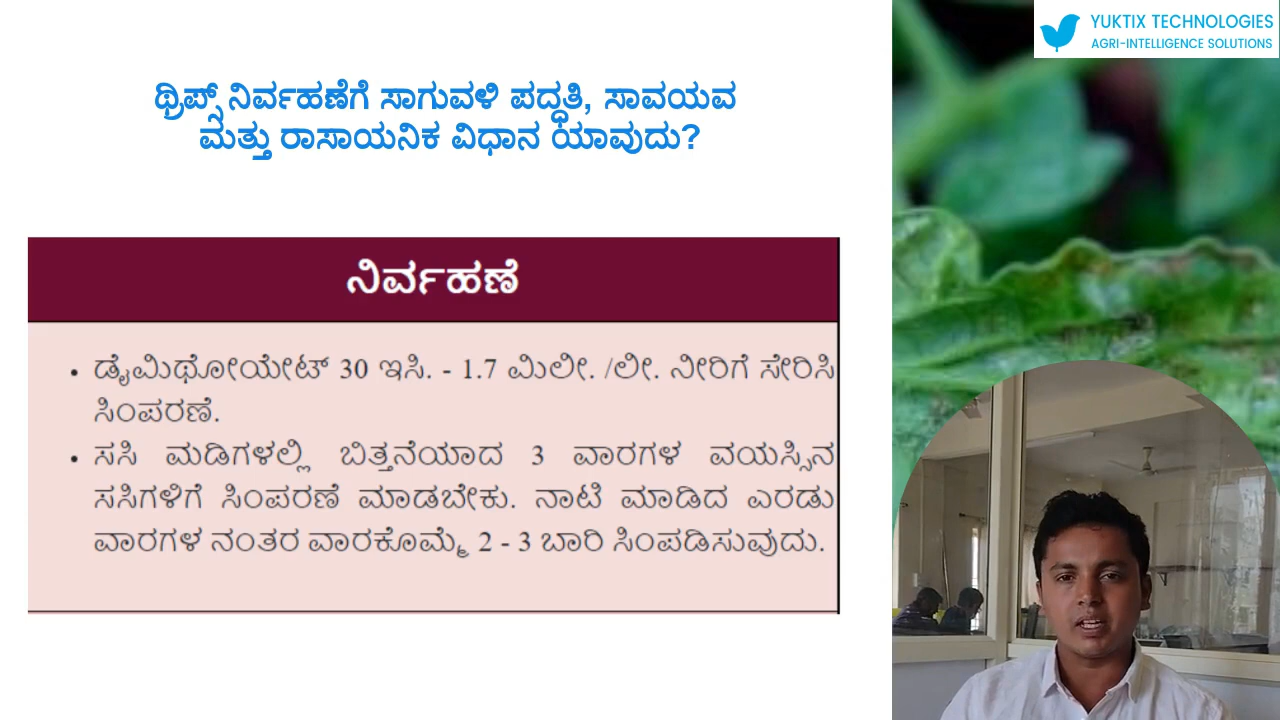 YUKTIX TECHNOLOGIES
AGRI-INTELLIGENCE SOLUTIONS
ಥ್ರಿಪ್ಸ್ ನಿರ್ವಹಣೆಗೆ ಸಾಗುವಳಿ ಪದ್ಧತಿ, ಸಾವಯವ
ಮತ್ತು ರಾಸಾಯನಿಕ ವಿಧಾನ ಯಾವುದು?
ನಿರ್ವಹಣೆ
• ಡೈಮಿಥೋಯೇಟ್ 30 ಇಸಿ. - 1.7 ಮಿಲೀ. /ಲೀ. ನೀರಿಗೆ ಸೇರಿಸಿ
ಸಿಂಪರಣೆ.
• ಸಸಿ ಮಡಿಗಳಲ್ಲಿ ಬಿತ್ತನೆಯಾದ 3 ವಾರಗಳ ವಯಸ್ಸಿನ
ಸಸಿಗಳಿಗೆ ಸಿಂಪರಣೆ ಮಾಡಬೇಕು. ನಾಟಿ ಮಾಡಿದ ಎರಡು
ವಾರಗಳ ನಂತರ ವಾರಕೊಮ್ಮೆ 2 - 3 ಬಾರಿ ಸಿಂಪಡಿಸುವುದು.